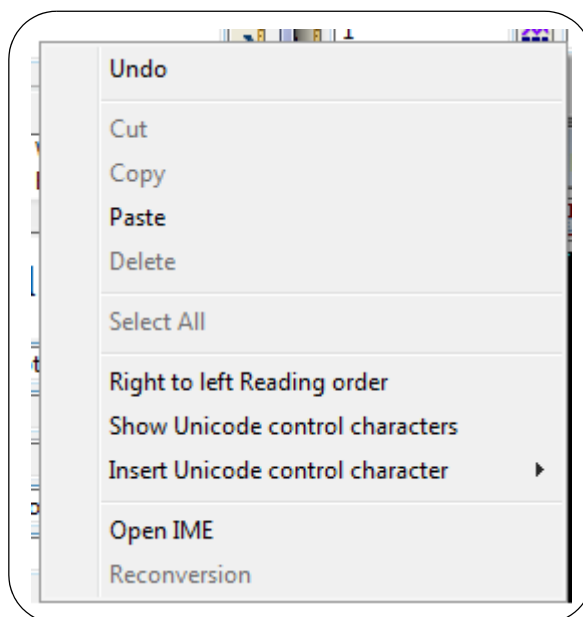 Undo
Cut
Copy
Paste
Delete
Select All
Right to left Reading order
Show Unicode control characters
Insert Unicode control character
Open IME
Reconversion